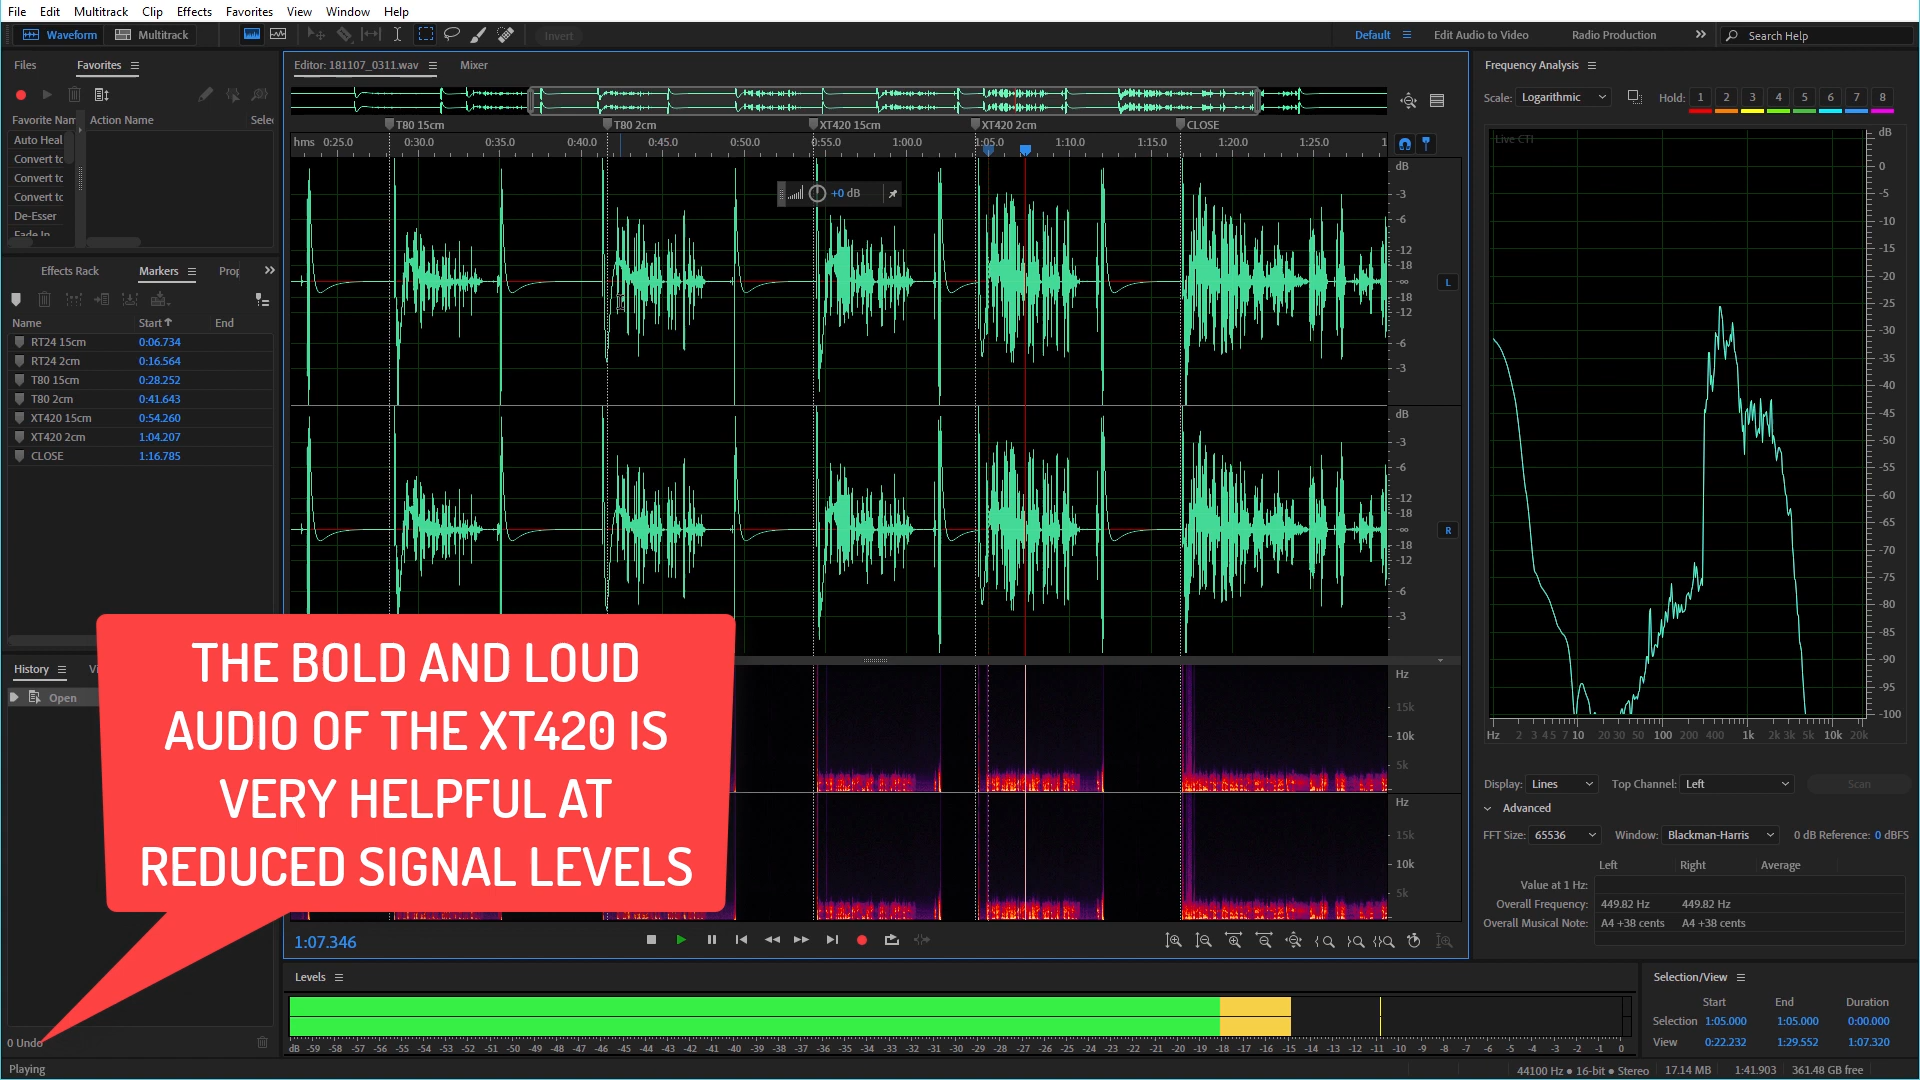 File Edit Multitrack Clip Effects Favorites View Window Help
Waveform Multitrack Invert Default Edit Audio to Video Radio Production Search Help
Files Favorites
Favorite Nam Action Name Selec
Auto Heal
Convert to
Convert to
Convert to
De-Esser
Fade In
Effects Rack Markers Prop
Name Start End
RT24 15cm 0:06.734
RT24 2cm 0:16.564
T80 15cm 0:28.252
T80 2cm 0:41.643
XT420 15cm 0:54.260
XT420 2cm 1:04.207
CLOSE 1:16.785
History Vi
Open
0 Undo
Playing
THE BOLD AND LOUD
AUDIO OF THE XT420 IS
VERY HELPFUL AT
REDUCED SIGNAL LEVELS
Editor: 181107_0311.wav Mixer
T80 15cm T80 2cm XT420 15cm XT420 2cm CLOSE
hms 0:25.0 0:30.0 0:35.0 0:40.0 0:45.0 0:50.0 0:55.0 1:00.0 1:05.0 1:10.0 1:15.0 1:20.0 1:25.0 1
+0 dB
dB
-3
-6
-12
-18
-∞
-18
-12
-6
-3
L
dB
-3
-6
-12
-18
-∞
-18
-12
-6
-3
R
Hz
15k
10k
5k
Hz
15k
10k
5k
1:07.346
Levels
dB -59 -58 -57 -56 -55 -54 -53 -52 -51 -50 -49 -48 -47 -46 -45 -44 -43 -42 -41 -40 -39 -38 -37 -36 -35 -34 -33 -32 -31 -30 -29 -28 -27 -26 -25 -24 -23 -22 -21 -20 -19 -18 -17 -16 -15 -14 -13 -12 -11 -10 -9 -8 -7 -6 -5 -4 -3 -2 -1 0
Frequency Analysis
Scale: Logarithmic Hold: 1 2 3 4 5 6 7 8
Live CTI
dB
0
-5
-10
-15
-20
-25
-30
-35
-40
-45
-50
-55
-60
-65
-70
-75
-80
-85
-90
-95
-100
Hz 2 3 4 5 7 10 20 30 50 100 200 400 1k 2k 3k 5k 10k 20k
Display: Lines Top Channel: Left Scan
Advanced
FFT Size: 65536 Window: Blackman-Harris 0 dB Reference: 0 dBFS
Left Right Average
Value at 1 Hz:
Overall Frequency: 449.82 Hz 449.82 Hz
Overall Musical Note: A4 +38 cents A4 +38 cents
Selection/View
Start End Duration
Selection 1:05.000 1:05.000 0:00.000
View 0:22.232 1:29.552 1:07.320
44100 Hz ● 16-bit ● Stereo 17.14 MB 1:41.903 361.48 GB free